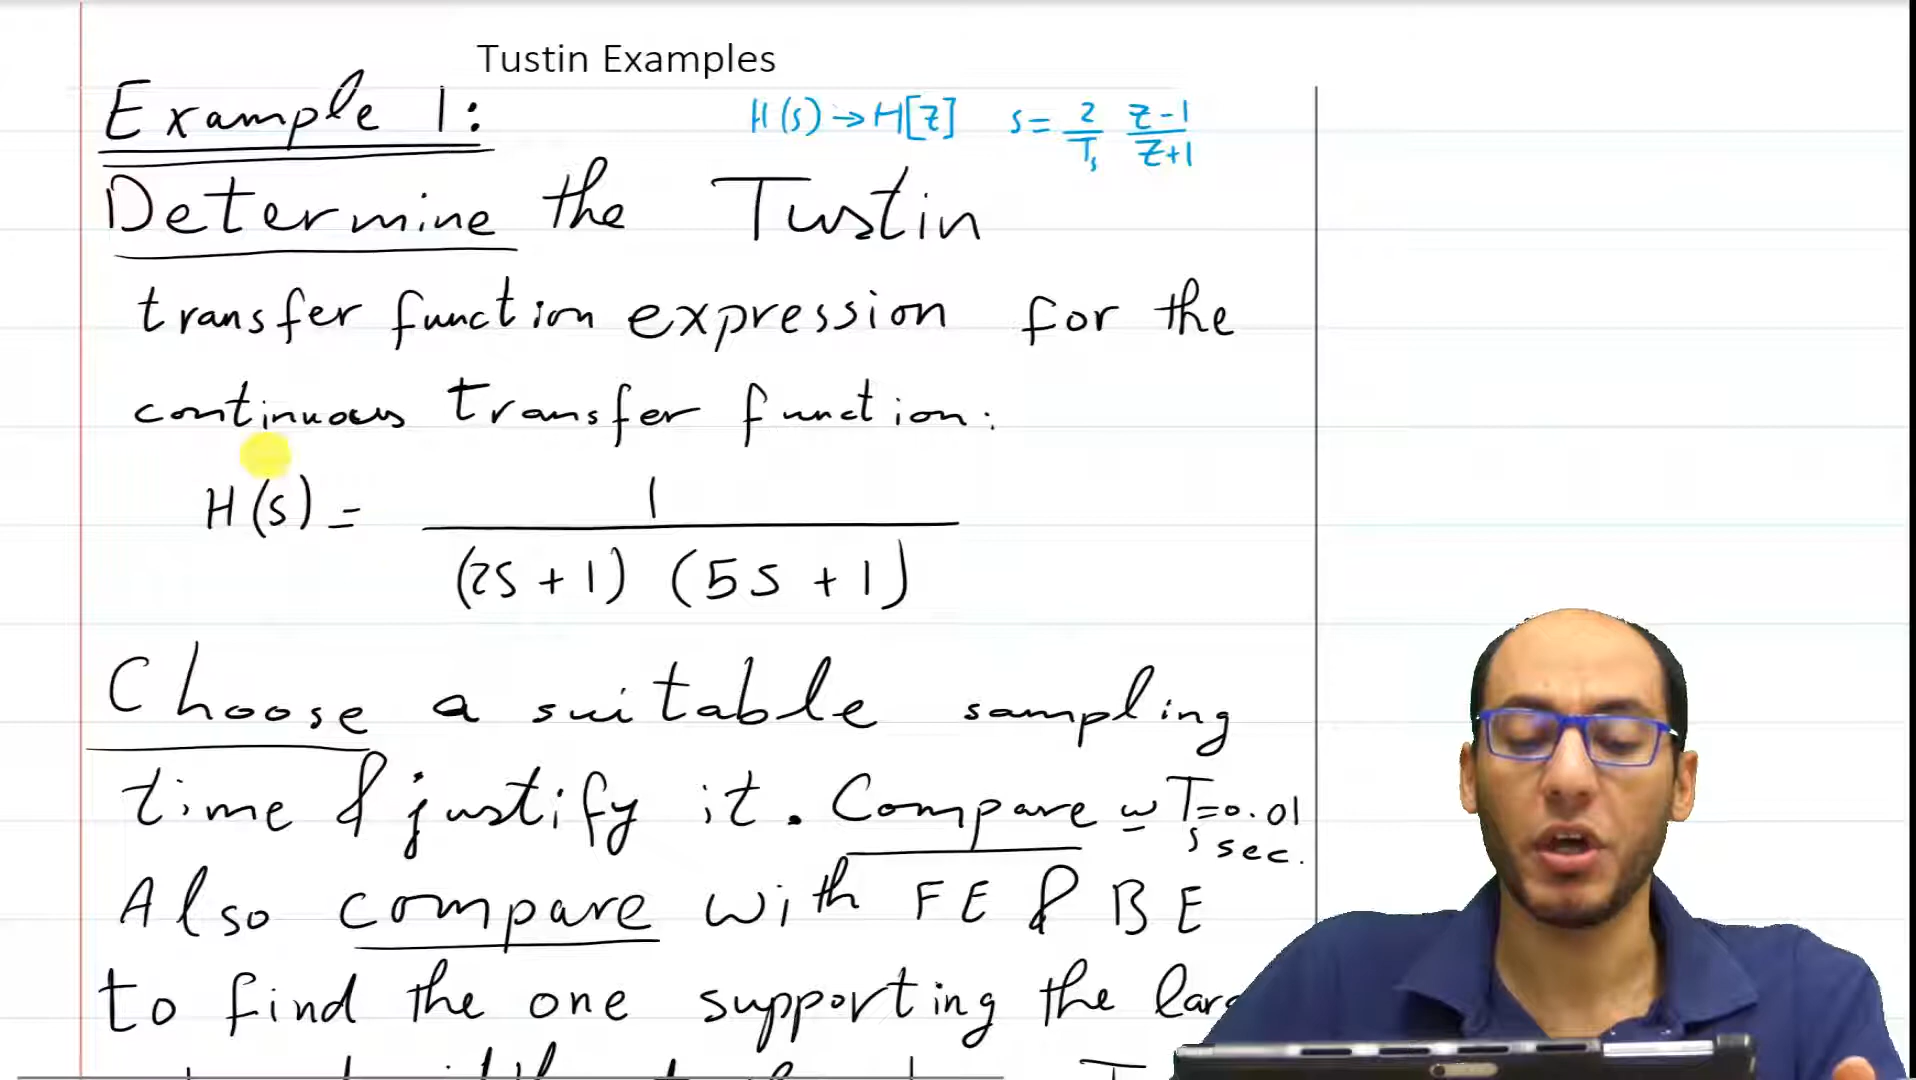 Tustin Examples
Example 1:
H(s) → H[z] s = 2/Ts z-1/z+1
Determine the Tustin
transfer function expression for the
continuous transfer function:
H(s) = 1
(2s + 1) (5s + 1)
Choose a suitable sampling
time & justify it. Compare w Ts=0.01 sec.
Also compare with FE & BE
to find the one supporting the